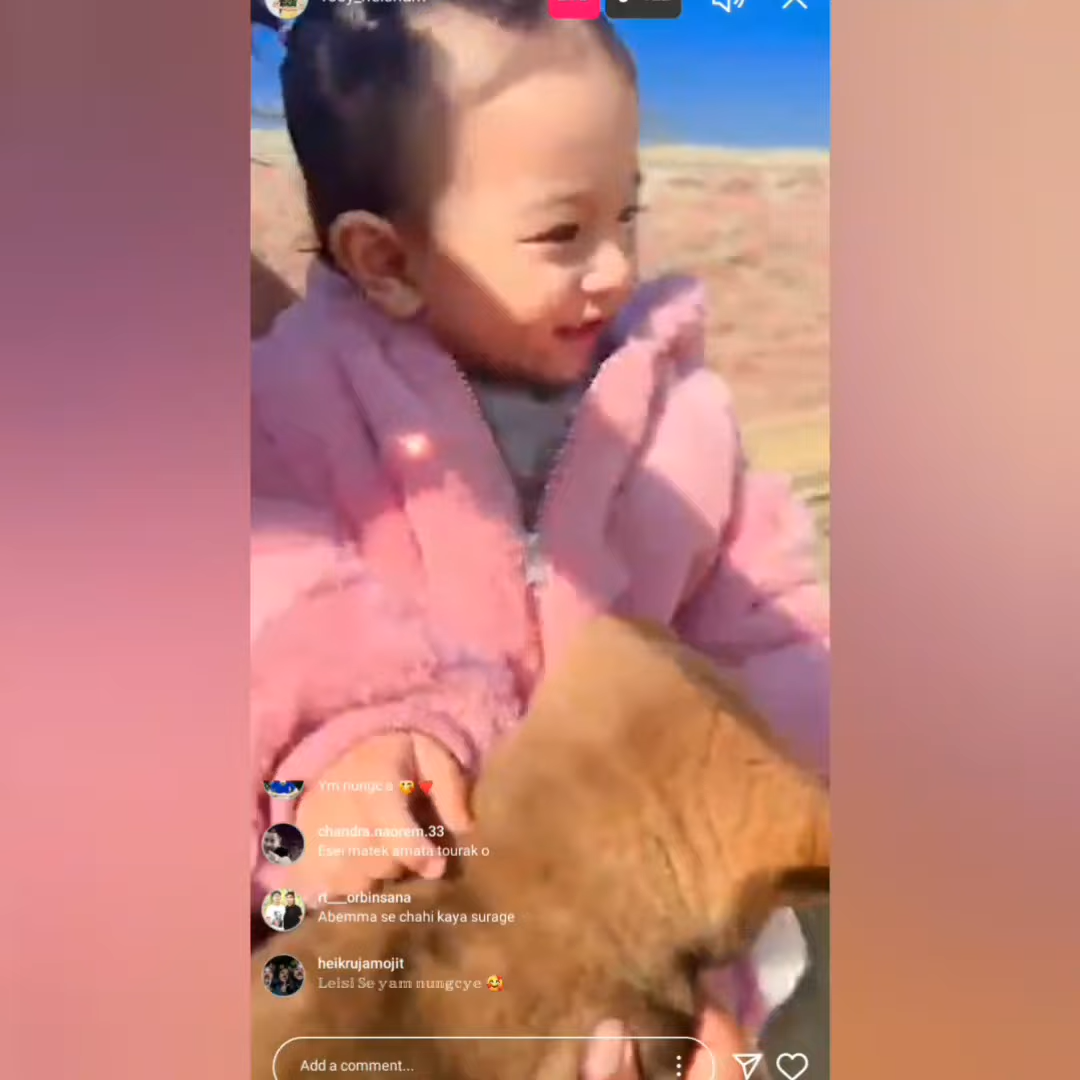 Ym nungc a 🤗❤️
chandra.naorem.33
Esei matek amata tourak o
rt___orbinsana
Abemma se chahi kaya surage
heikrujamojit
Leisi Se yam nungcye 🥰
Add a comment...